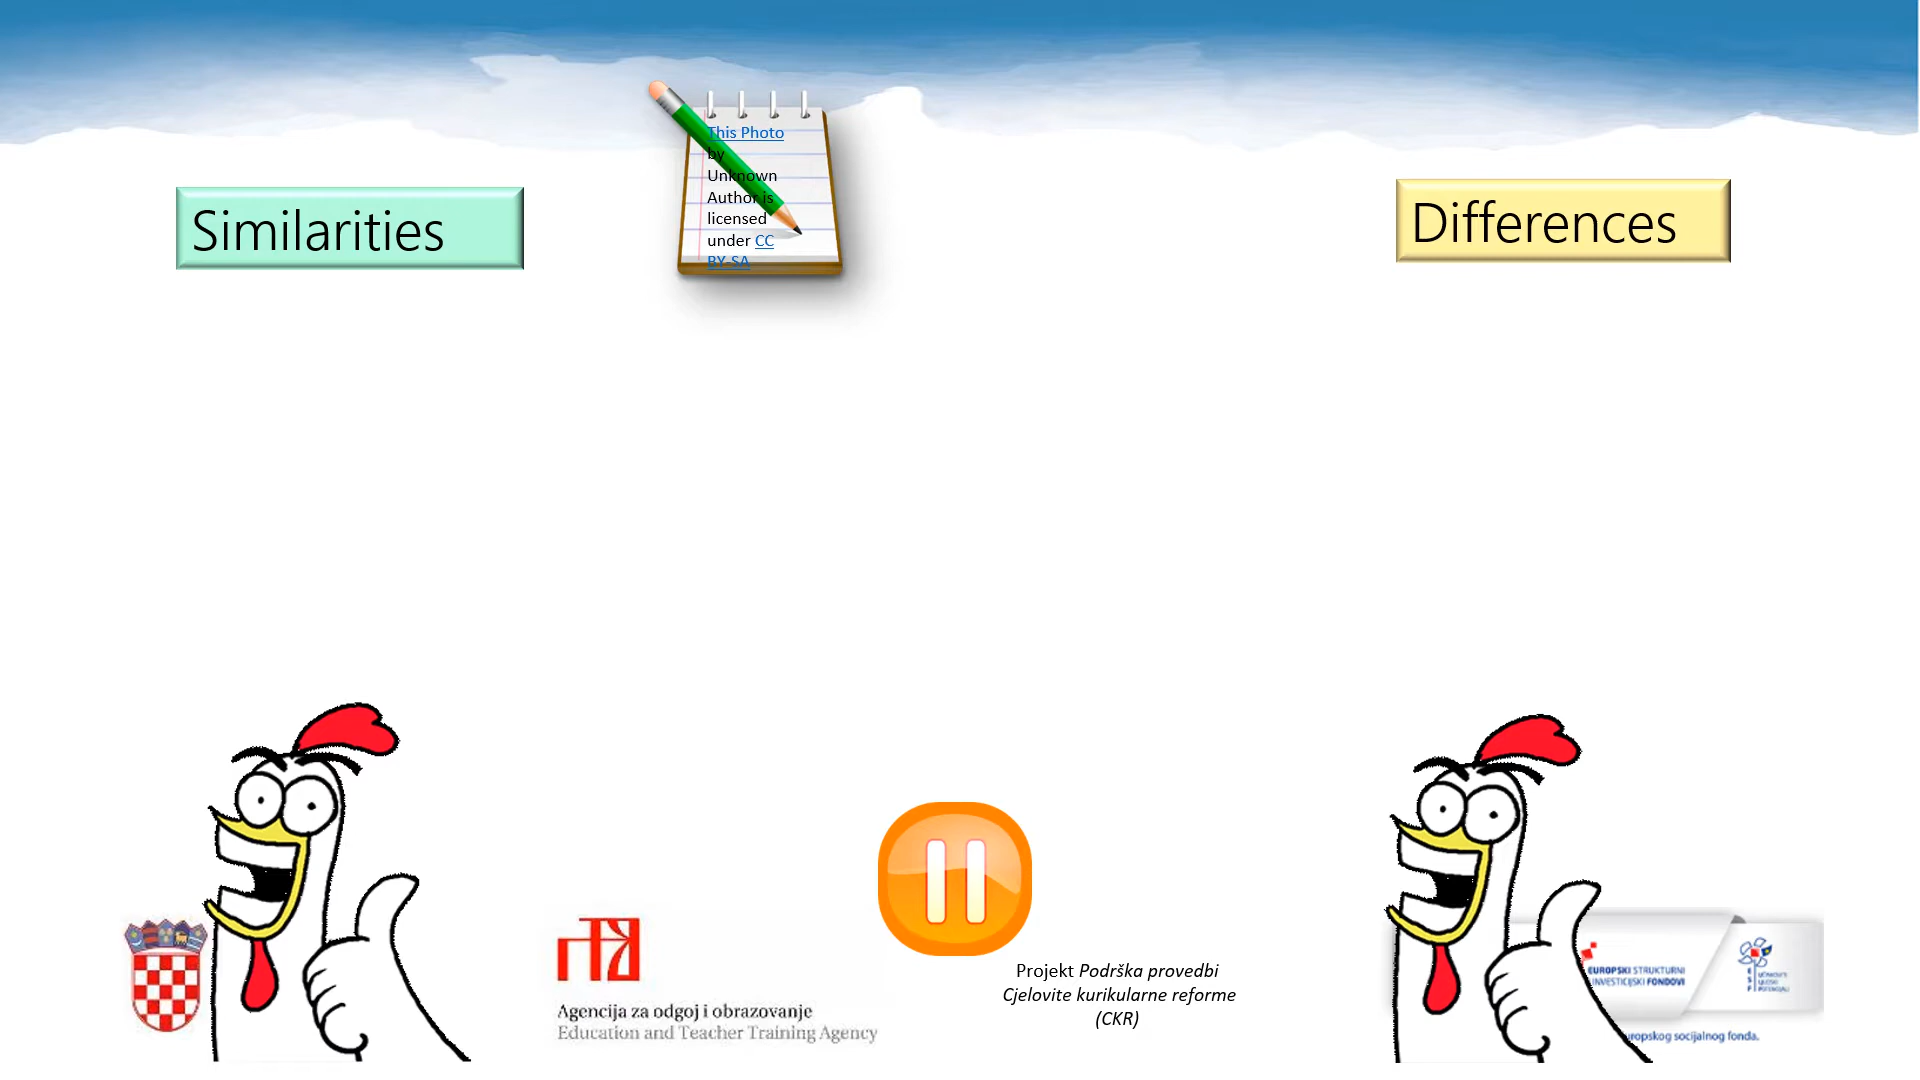 This Photo
by
Unknown
Author is
licensed
under CC
BY-SA
Similarities
Differences
Agencija za odgoj i obrazovanje
Education and Teacher Training Agency
Projekt Podrška provedbi
Cjelovite kurikularne reforme
(CKR)
EUROPSKI STRUKTURNI
INVESTICIJSKI FONDOVI
uropskog socijalnog fonda.